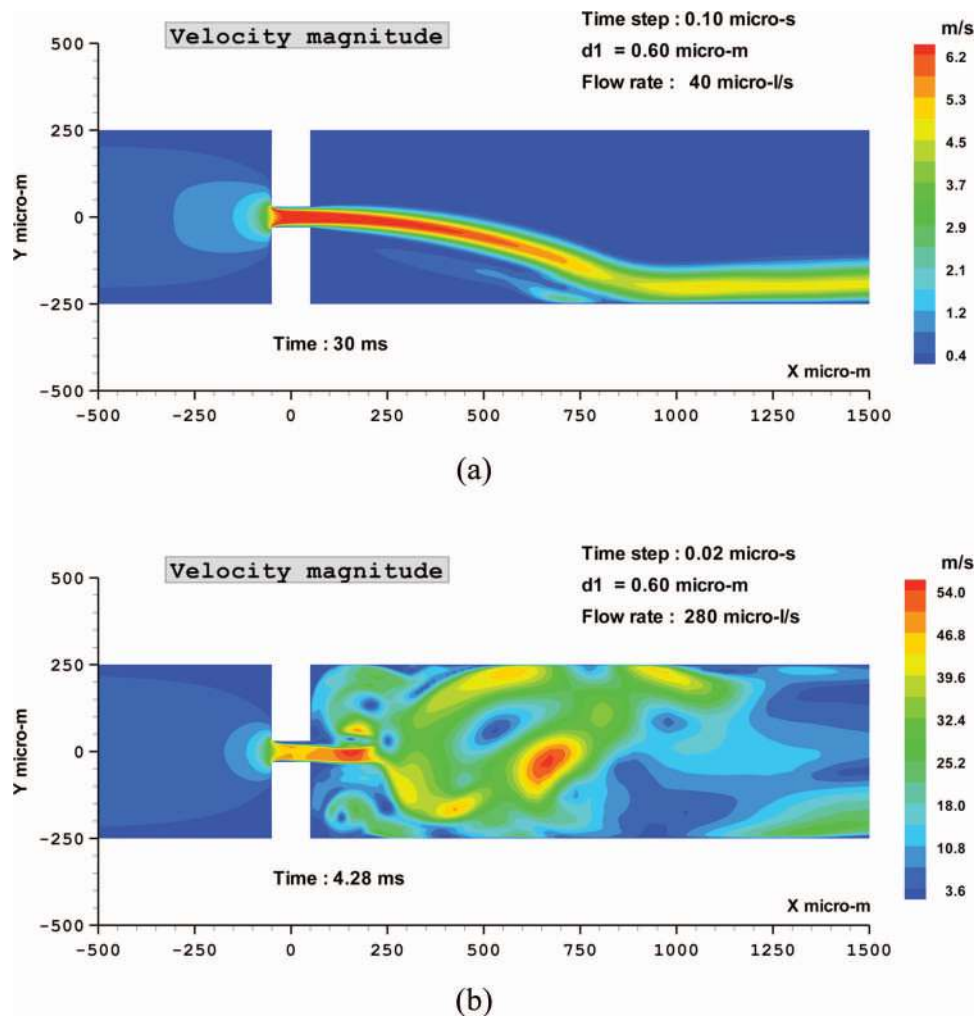 Time step : 0.10 micro-s
Velocity magnitude
m/s
d1 = 0.60 micro-m
Flow rate : 40 micro-l/s
500
250
0
-250
-500
Y micro-m
6.2
5.3
4.5
3.7
2.9
2.1
1.2
0.4
Time : 30 ms
X micro-m
-500 -250 0 250 500 750 1000 1250 1500
(a)
Time step : 0.02 micro-s
Velocity magnitude
m/s
d1 = 0.60 micro-m
Flow rate : 280 micro-l/s
500
250
0
-250
-500
Y micro-m
54.0
46.8
39.6
32.4
25.2
18.0
10.8
3.6
Time : 4.28 ms
X micro-m
-500 -250 0 250 500 750 1000 1250 1500
(b)